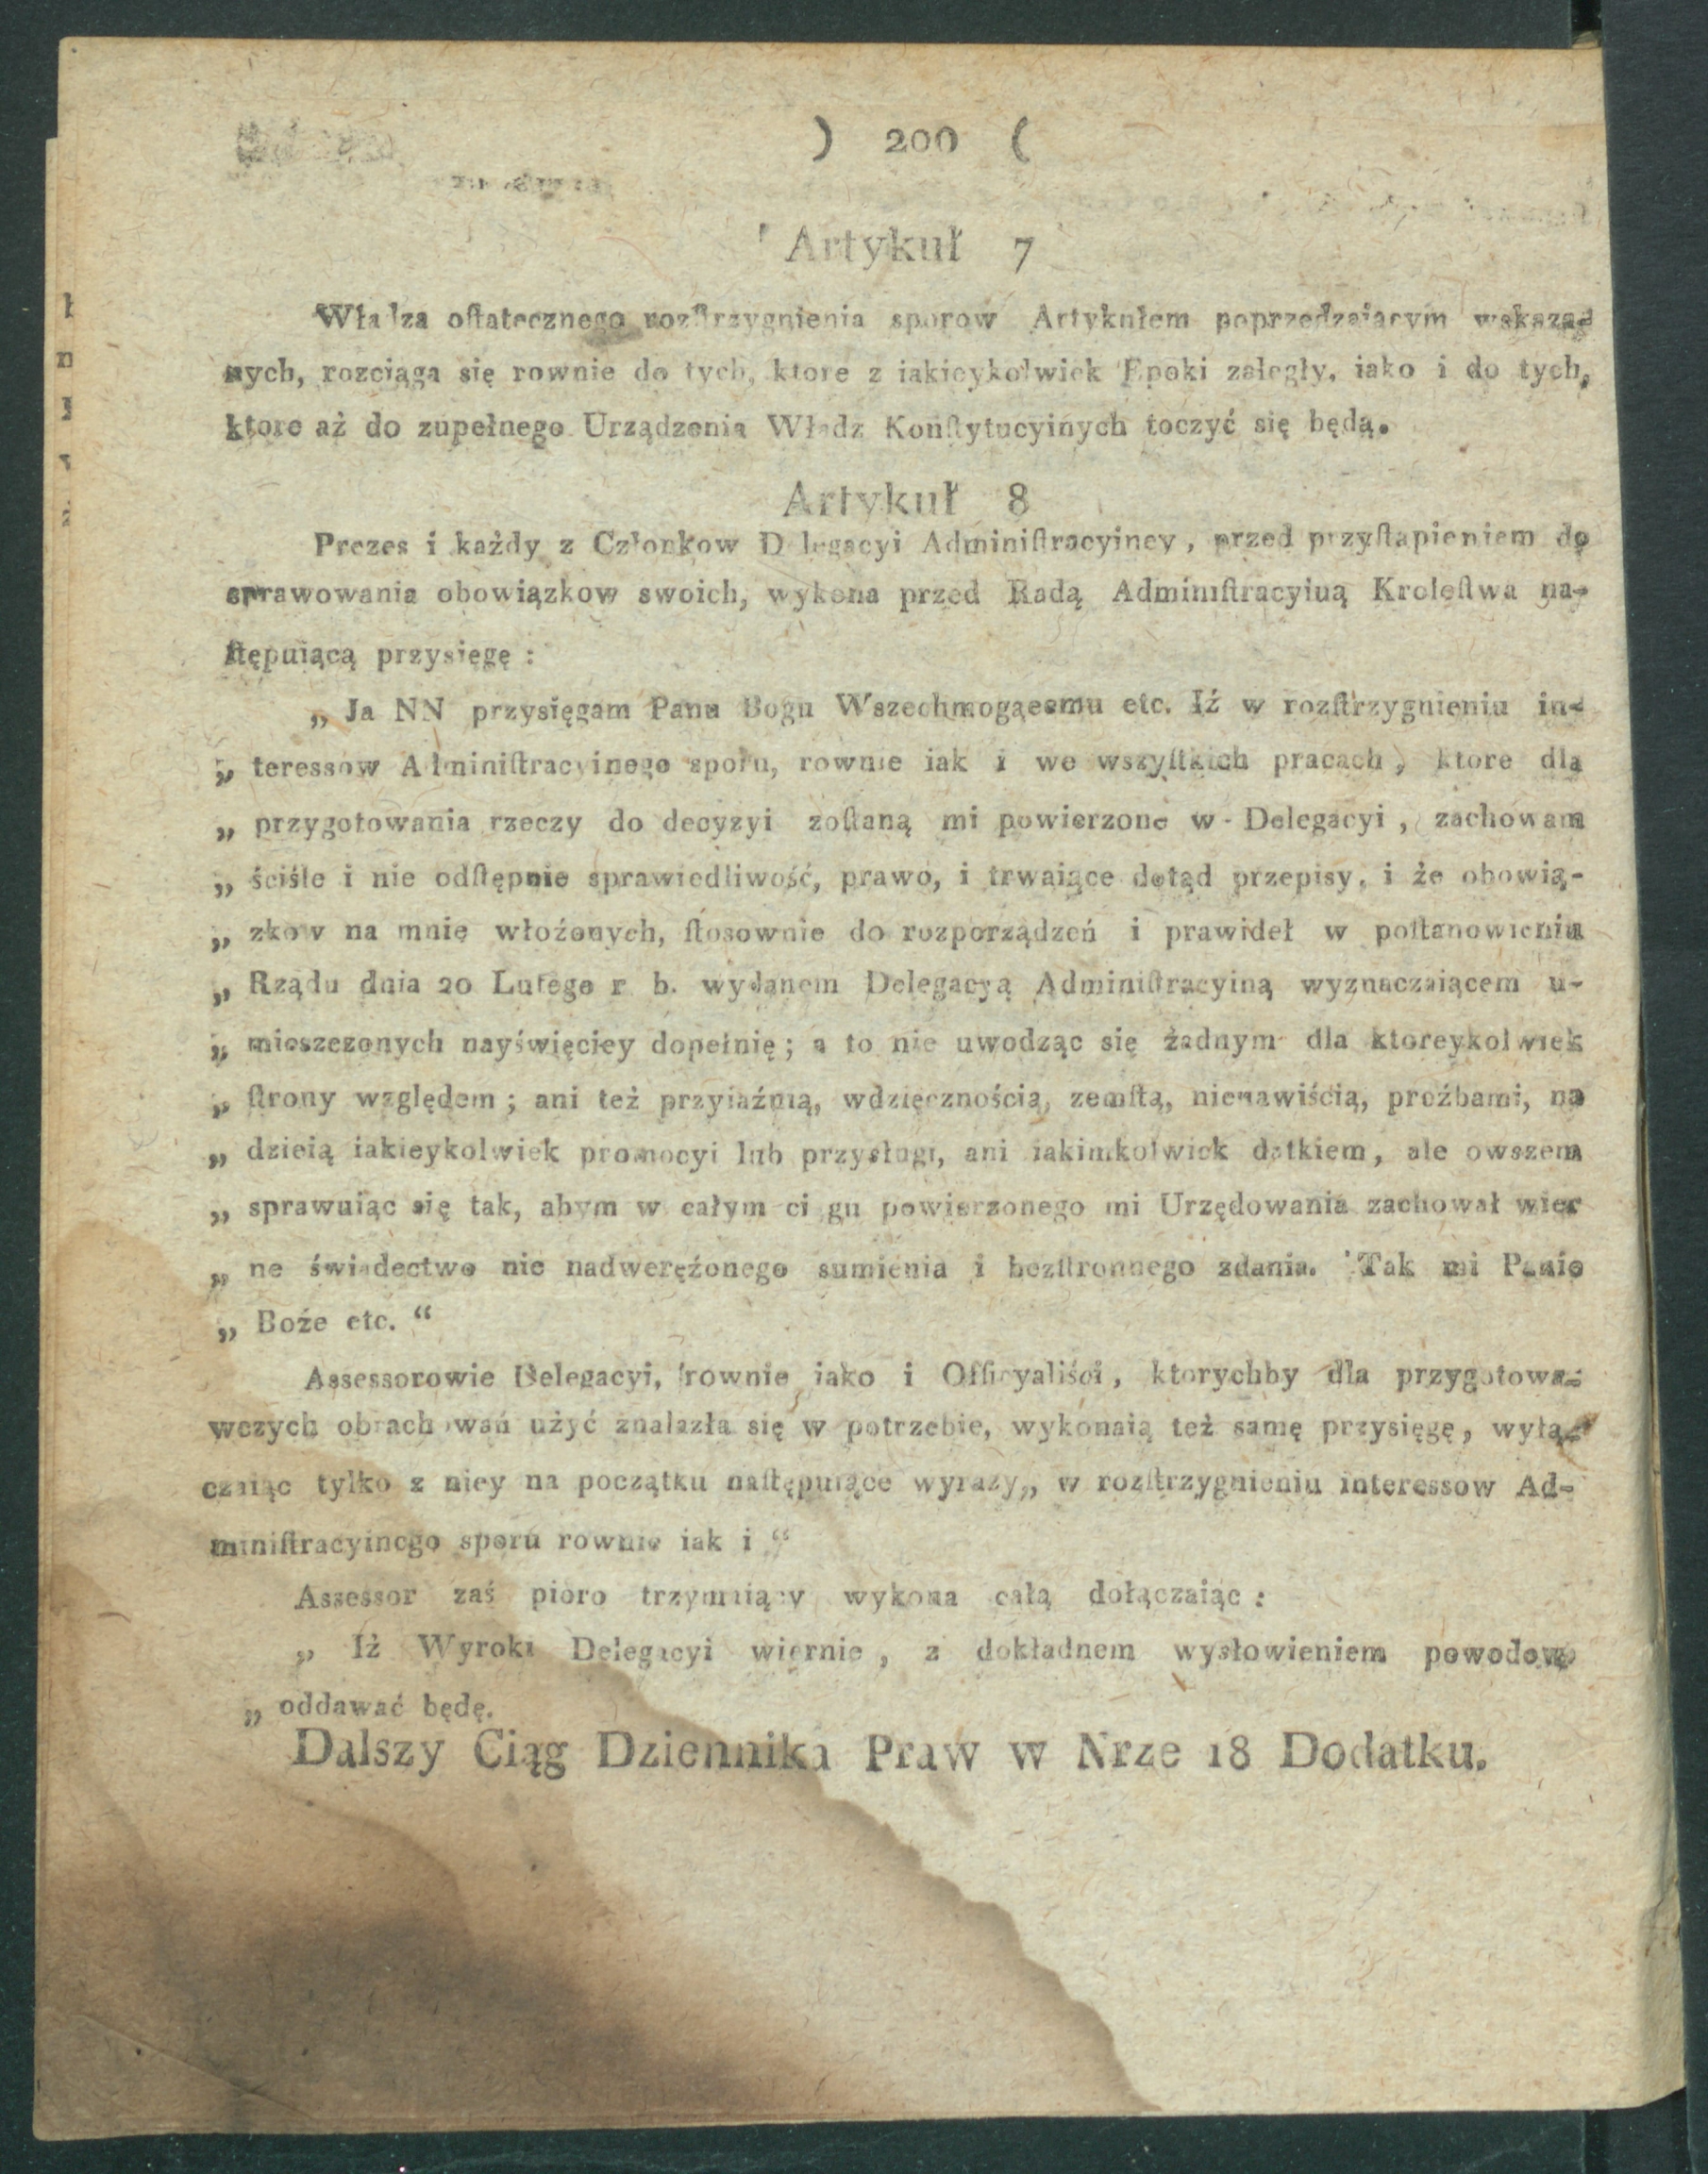 ) 200 (
Artykuł 7
Władza ostatecznego rozstrzygnienia sporow Artykułem poprzedzaiącym wskaza-
nych, rozciąga się rownie do tych, ktore z iakieykolwiek Epoki zaległy, iako i do tych,
ktore aż do zupełnego Urządzenia Władz Konstytucyinych toczyć się będą.
Artykuł 8
Prezes i każdy z Członkow Delegacyi Administracyiney, przed przystąpieniem do
sprawowania obowiązkow swoich, wykona przed Radą Administracyiną Krolestwa na-
stępuiącą przysięgę :
„ Ja NN przysięgam Panu Bogu Wszechmogącemu etc. Iż w rozstrzygnieniu in-
„ teressow Administracyinego sporu, rownie iak i we wszystkich pracach, ktore dla
„ przygotowania rzeczy do decyzyi zostaną mi powierzone w Delegacyi , zachowam
„ ściśle i nie odstępnie sprawiedliwość, prawo, i trwaiące dotąd przepisy, i że obowią-
„ zkow na mnie włożonych, stosownie do rozporządzeń i prawideł w postanowieniu
„ Rządu dnia 20 Lutego r. b. wydanem Delegacyą Administracyiną wyznaczaiącem u-
„ mieszczonych nayświęciey dopełnię; a to nie uwodząc się żadnym dla ktoreykolwiek
„ strony względem ; ani też przyiaźnią, wdzięcznością, zemstą, nienawiścią, proźbami, na
„ dzieią iakieykolwiek promocyi lub przysługi, ani iakimkolwiek datkiem, ale owszem
„ sprawuiąc się tak, abym w całym ciągu powierzonego mi Urzędowania zachował wier
„ ne świadectwo nie nadwerężonego sumienia i bezstronnego zdania. Tak mi Panie
„ Boże etc. “
Assessorowie Delegacyi, rownie iako i Officyaliści, ktorychby dla przygotowa-
wczych obrachowań użyć znalazła się w potrzebie, wykonaią też samę przysięgę, wyłą-
czaiąc tylko z niey na początku następuiące wyrazy„ w rozstrzygnieniu interessow Ad-
ministracyinego sporu rownie iak i “
Assessor zaś pioro trzymaiący wykona całą dołączaiąc :
„ Iż Wyroki Delegacyi wiernie , z dokładnem wysłowieniem powodow
„ oddawać będę.
Dalszy Ciąg Dziennika Praw w Nrze 18 Dodatku.